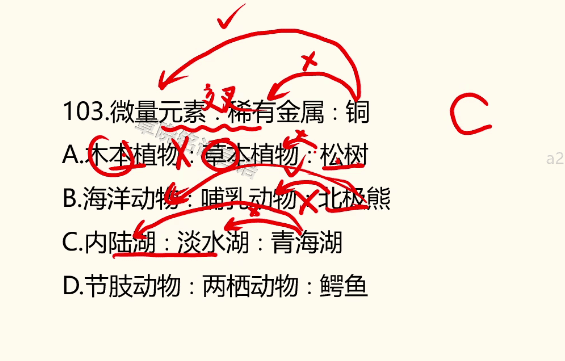 交叉
103.微量元素：稀有金属：铜
C
A.木本植物：草本植物：松树
a2
B.海洋动物：哺乳动物：北极熊
C.内陆湖：淡水湖：青海湖
D.节肢动物：两栖动物：鳄鱼